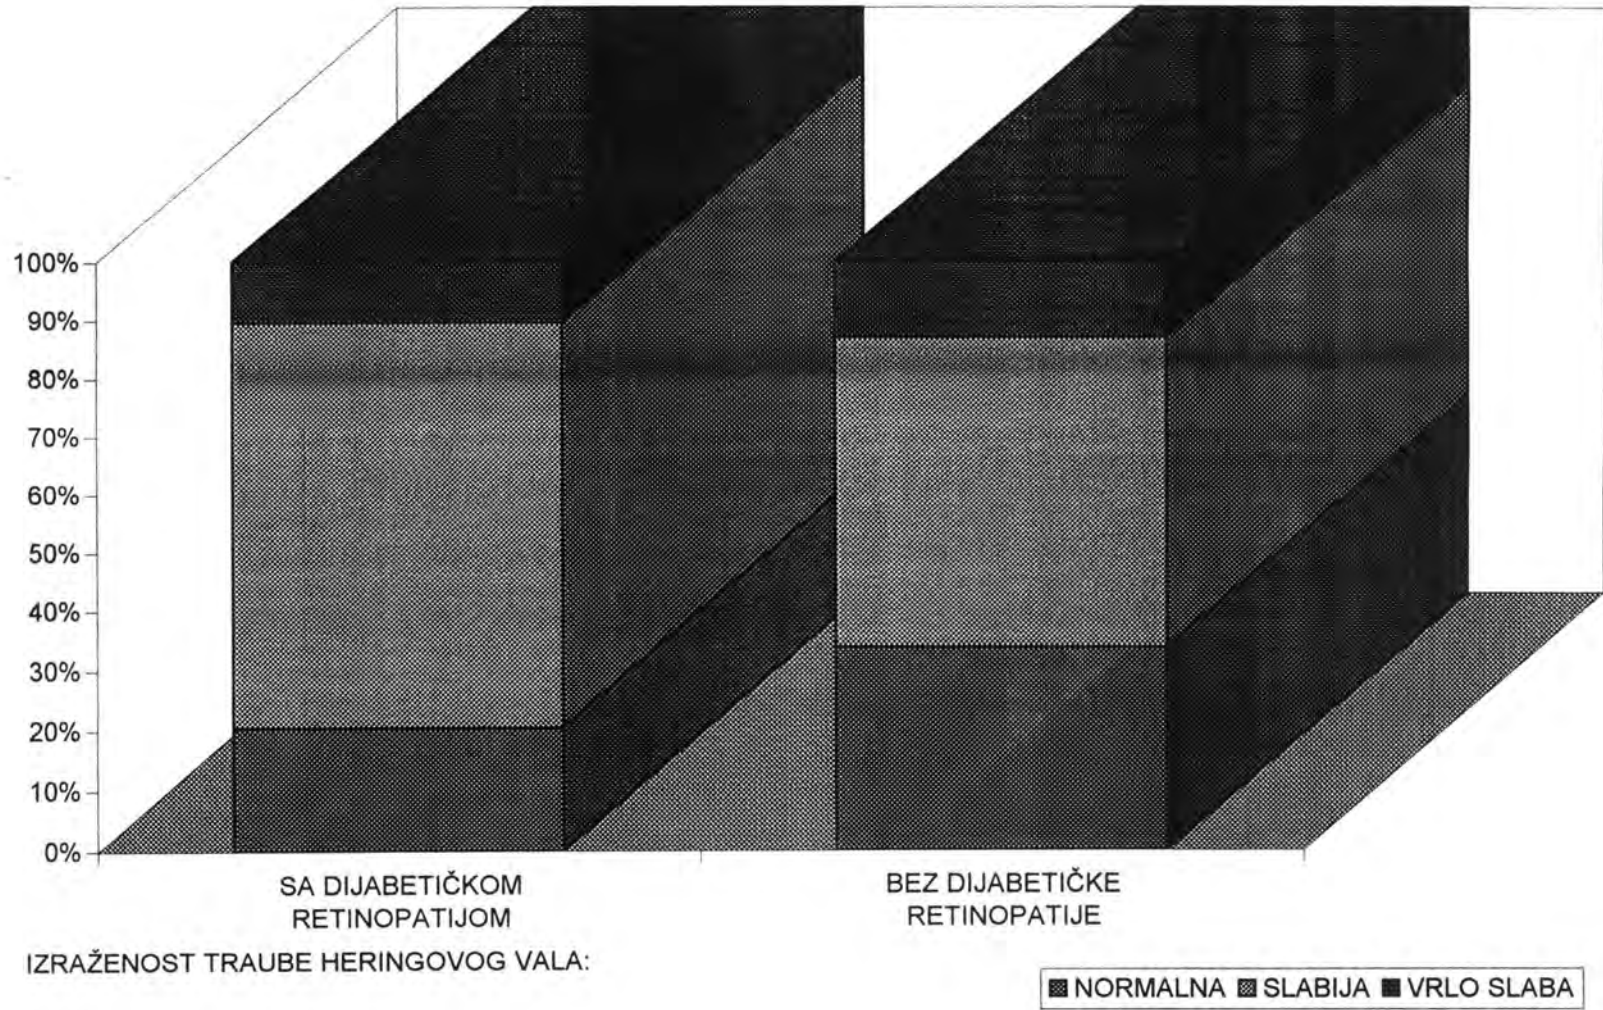 100%
90%
80%
70%
60%
50%
40%
30%
20%
10%
0%
SA DIJABETIČKOM
RETINOPATIJOM
BEZ DIJABETIČKE
RETINOPATIJE
IZRAŽENOST TRAUBE HERINGOVOG VALA:
NORMALNA SLABIJA VRLO SLABA